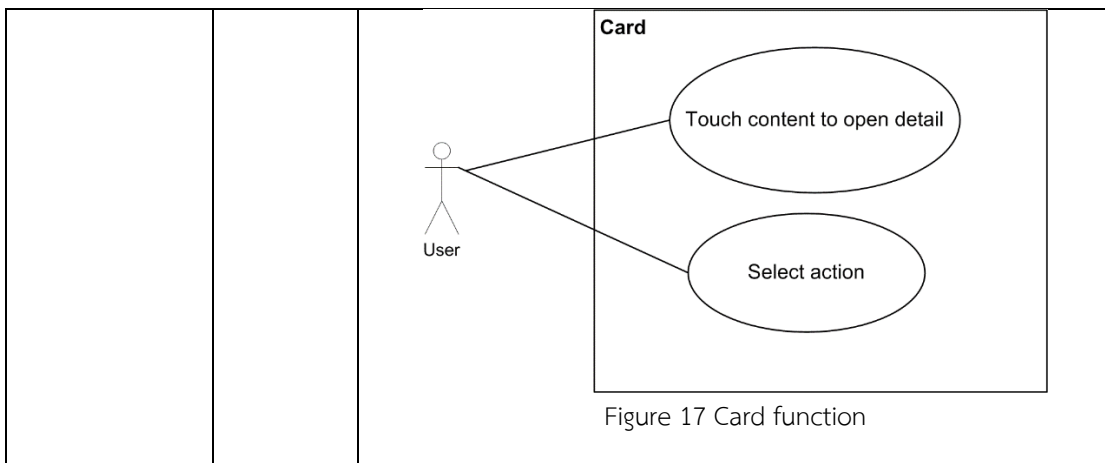 Card
Touch content to open detail
User
Select action
Figure 17 Card function